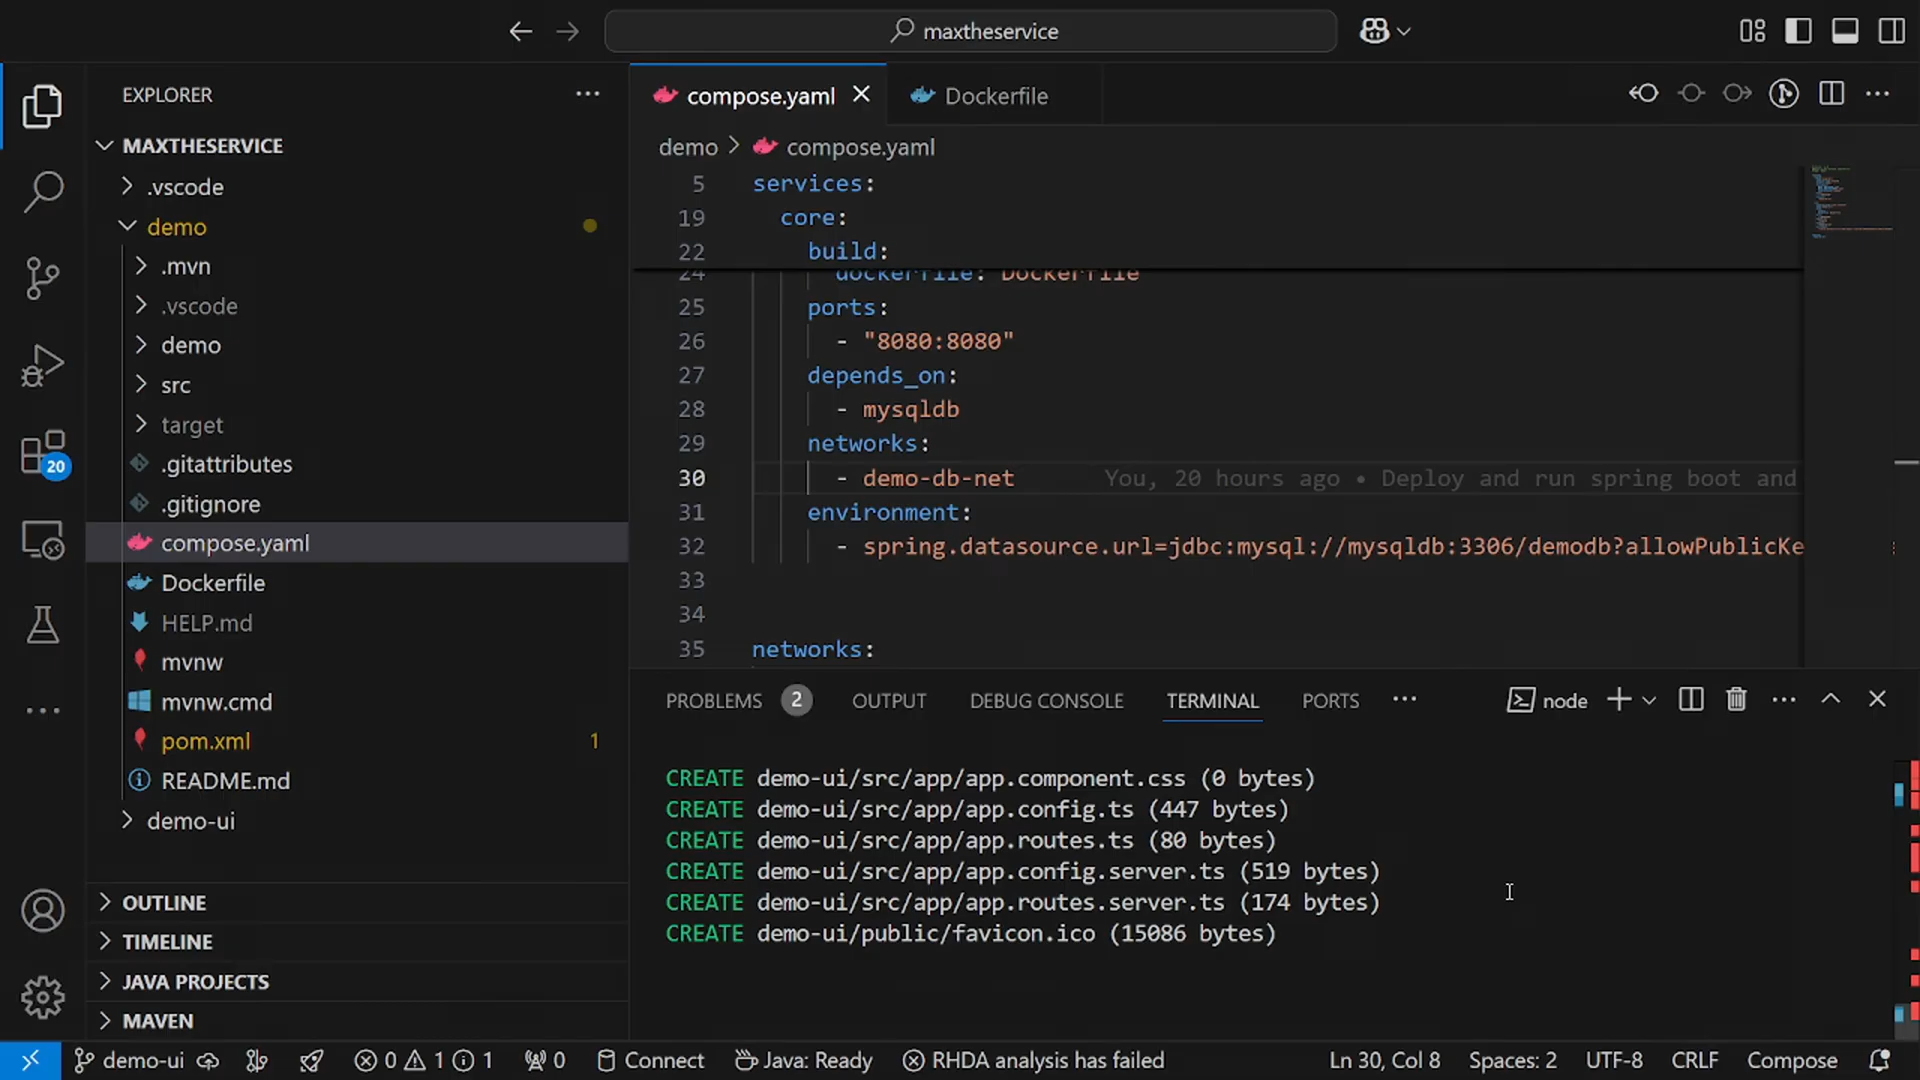 maxtheservice
EXPLORER
MAXTHESERVICE
.vscode
demo
.mvn
.vscode
demo
src
target
.gitattributes
.gitignore
compose.yaml
Dockerfile
HELP.md
mvnw
mvnw.cmd
pom.xml 1
README.md
demo-ui
OUTLINE
TIMELINE
JAVA PROJECTS
MAVEN
20
compose.yaml
Dockerfile
demo > compose.yaml
5 services:
19 core:
22 build:
24 dockerfile: Dockerfile
25 ports:
26 - "8080:8080"
27 depends_on:
28 - mysqldb
29 networks:
30 - demo-db-net You, 20 hours ago • Deploy and run spring boot and
31 environment:
32 - spring.datasource.url=jdbc:mysql://mysqldb:3306/demodb?allowPublicKe
33
34
35 networks:
PROBLEMS 2 OUTPUT DEBUG CONSOLE TERMINAL PORTS node
CREATE demo-ui/src/app/app.component.css (0 bytes)
CREATE demo-ui/src/app/app.config.ts (447 bytes)
CREATE demo-ui/src/app/app.routes.ts (80 bytes)
CREATE demo-ui/src/app/app.config.server.ts (519 bytes)
CREATE demo-ui/src/app/app.routes.server.ts (174 bytes)
CREATE demo-ui/public/favicon.ico (15086 bytes)
demo-ui 0 1 1 0 Connect Java: Ready RHDA analysis has failed Ln 30, Col 8 Spaces: 2 UTF-8 CRLF Compose